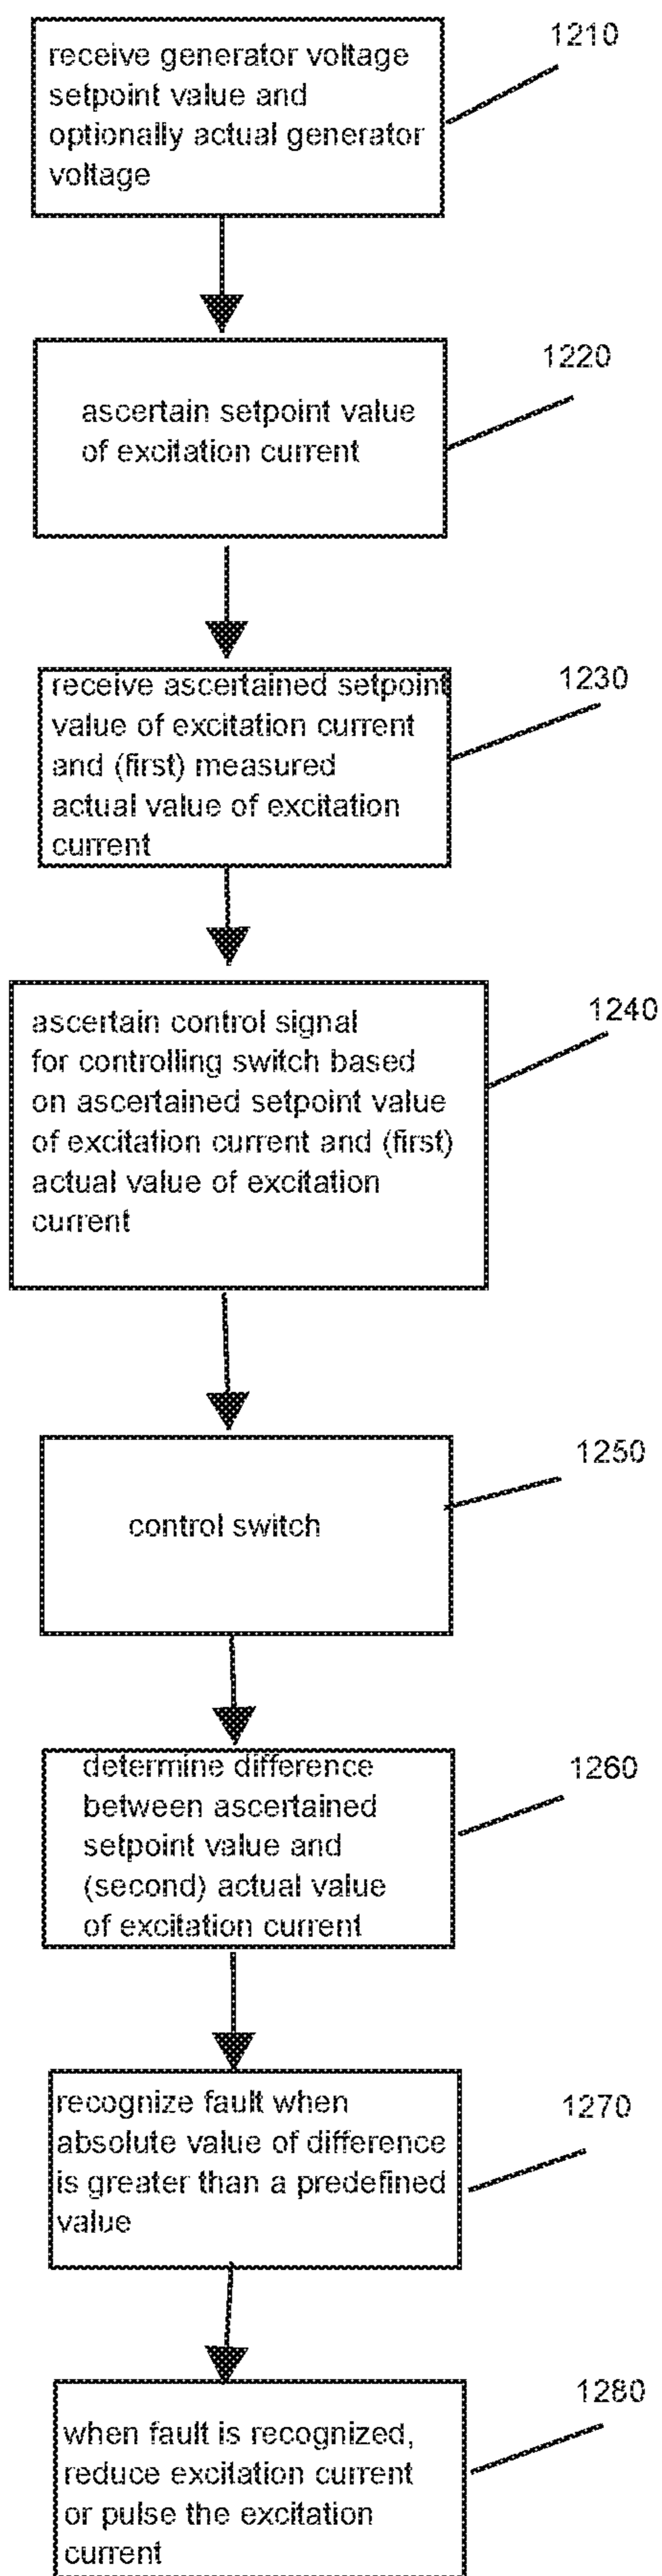 receive generator voltage
setpoint value and
optionally actual generator
voltage
1210
ascertain setpoint value
of excitation current
1220
receive ascertained setpoint
value of excitation current
and (first) measured
actual value of excitation
current
1230
ascertain control signal
for controlling switch based
on ascertained setpoint value
of excitation current and (first)
actual value of excitation
current
1240
control switch
1250
determine difference
between ascertained
setpoint value and
(second) actual value
of excitation current
1260
recognize fault when
absolute value of difference
is greater than a predefined
value
1270
when fault is recognized,
reduce excitation current
or pulse the excitation
current
1280